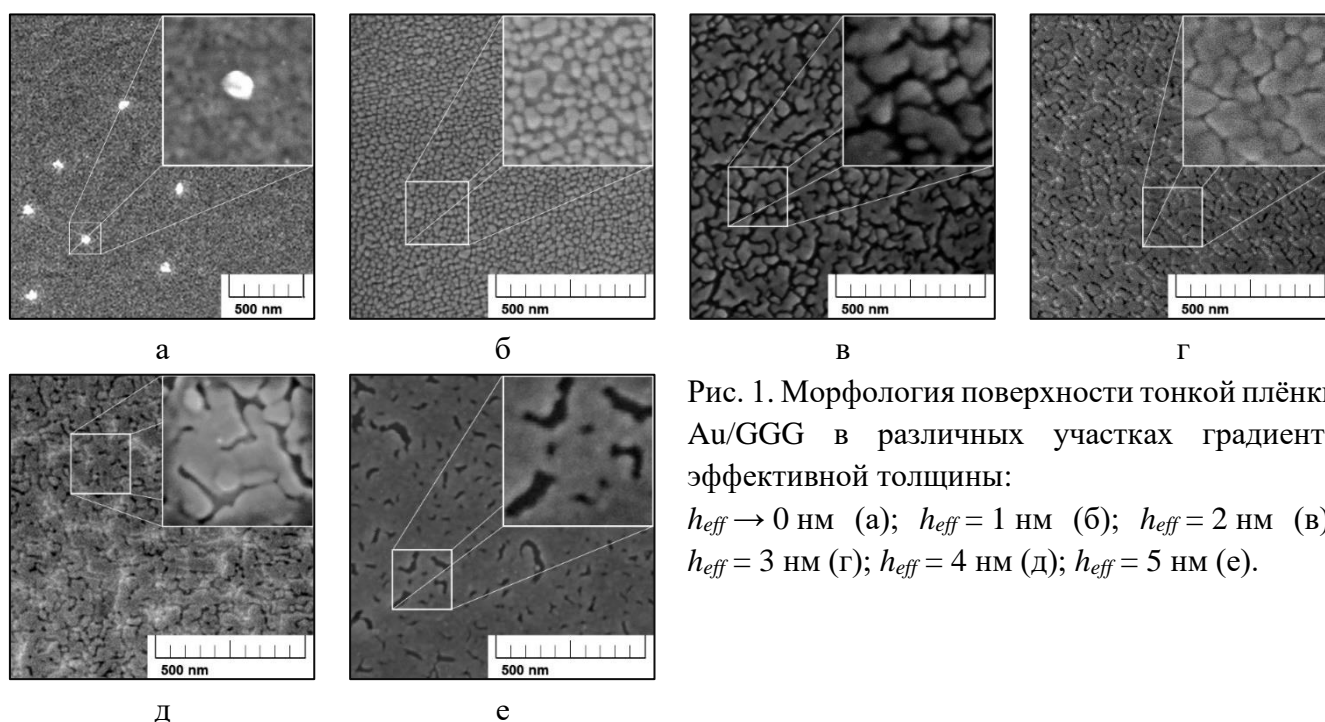 500 nm
500 nm
500 nm
500 nm
а
б
в
г
500 nm
500 nm
д
е
Рис. 1. Морфология поверхности тонкой плёнки
Au/GGG в различных участках градиент
эффективной толщины:
h_eff → 0 нм (а); h_eff = 1 нм (б); h_eff = 2 нм (в)
h_eff = 3 нм (г); h_eff = 4 нм (д); h_eff = 5 нм (е).